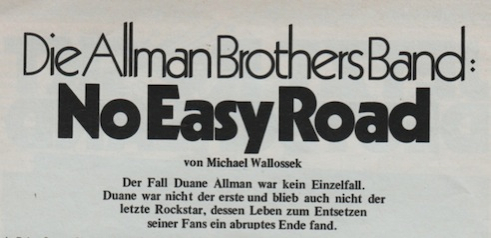 Die Allman Brothers Band:
No Easy Road
von Michael Wallossek
Der Fall Duane Allman war kein Einzelfall.
Duane war nicht der erste und blieb auch nicht der
letzte Rockstar, dessen Leben zum Entsetzen
seiner Fans ein abruptes Ende fand.